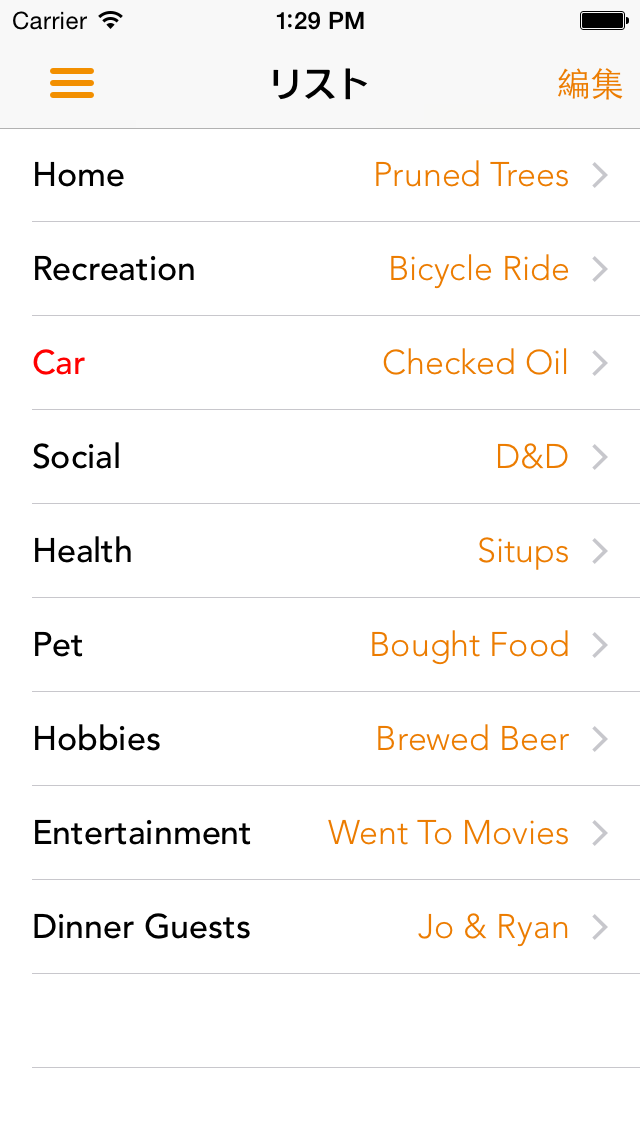 Carrier 1:29 PM
リスト 編集
Home Pruned Trees
Recreation Bicycle Ride
Car Checked Oil
Social D&D
Health Situps
Pet Bought Food
Hobbies Brewed Beer
Entertainment Went To Movies
Dinner Guests Jo & Ryan